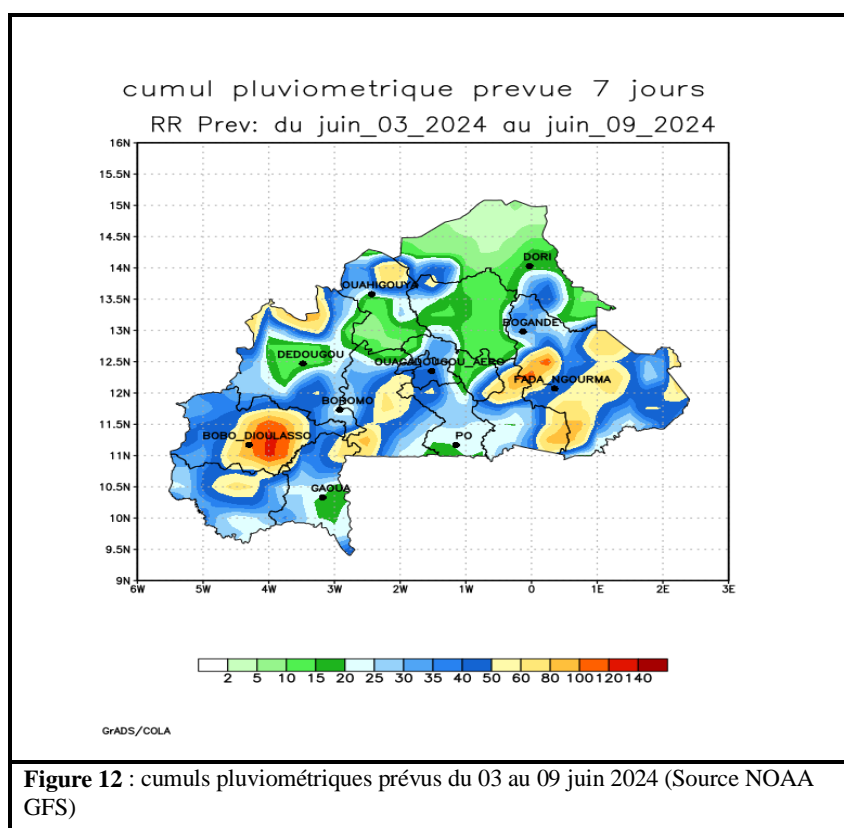 cumul pluviometrique prevue 7 jours
RR Prev: du juin_03_2024 au juin_09_2024
16N
15.5N
15N
14.5N
14N
13.5N
13N
12.5N
12N
11.5N
11N
10.5N
10N
9.5N
9N
DORI
OUAHIGOUYA
BOGANDE
DEDOUGOU
OUAGADOUGOU_AERO
FADA_NGOURMA
BOROMO
BOBO_DIOULASSO
PO
GAOUA
6W 5W 4W 3W 2W 1W 0 1E 2E 3E
2 5 10 15 20 25 30 35 40 50 60 80 100 120 140
GrADS/COLA
Figure 12 : cumuls pluviométriques prévus du 03 au 09 juin 2024 (Source NOAA
GFS)